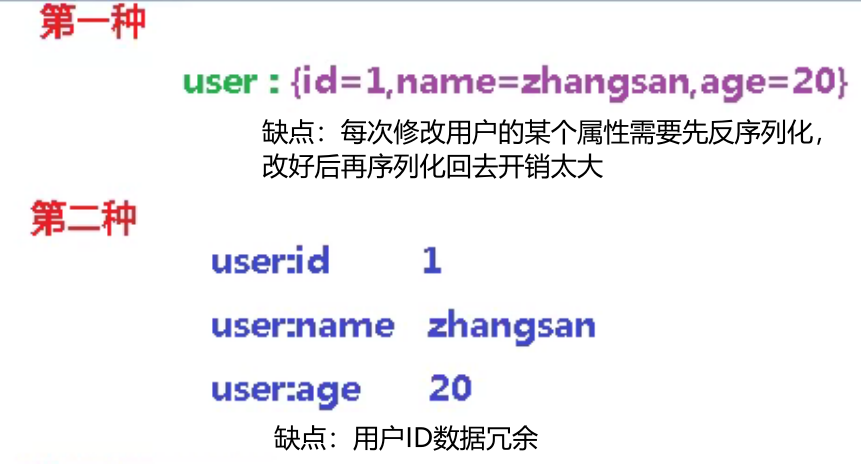 第一种
user : {id=1,name=zhangsan,age=20}
缺点：每次修改用户的某个属性需要先反序列化，
改好后再序列化回去开销太大
第二种
user:id 1
user:name zhangsan
user:age 20
缺点：用户ID数据冗余